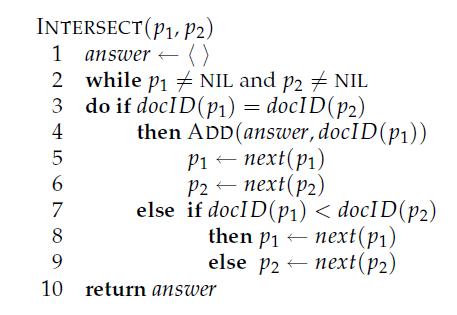 INTERSECT(p1, p2)
1 answer ← ⟨ ⟩
2 while p1 ≠ NIL and p2 ≠ NIL
3 do if docID(p1) = docID(p2)
4 then ADD(answer, docID(p1))
5 p1 ← next(p1)
6 p2 ← next(p2)
7 else if docID(p1) < docID(p2)
8 then p1 ← next(p1)
9 else p2 ← next(p2)
10 return answer